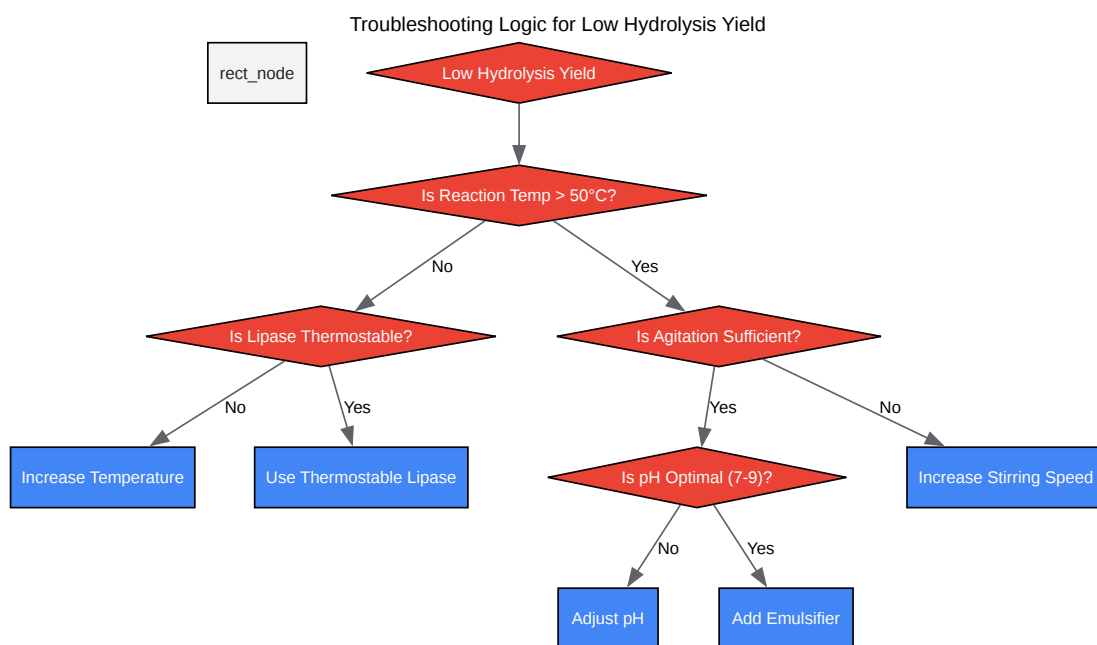 Troubleshooting Logic for Low Hydrolysis Yield
rect_node
Low Hydrolysis Yield
Is Reaction Temp > 50°C?
No
Yes
Is Lipase Thermostable?
Is Agitation Sufficient?
No
Yes
Yes
No
Increase Temperature
Use Thermostable Lipase
Is pH Optimal (7-9)?
Increase Stirring Speed
No
Yes
Adjust pH
Add Emulsifier